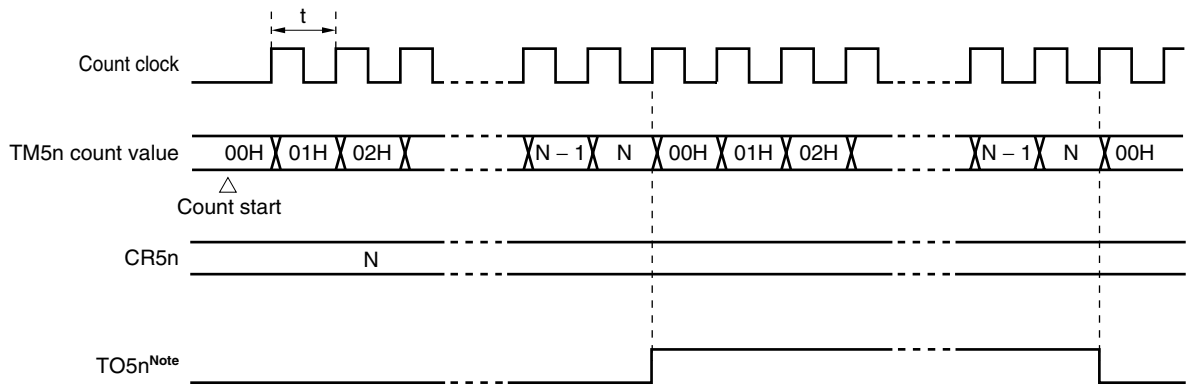 t
Count clock
TM5n count value 00H 01H 02H N − 1 N 00H 01H 02H N − 1 N 00H
Count start
CR5n N
TO5nNote